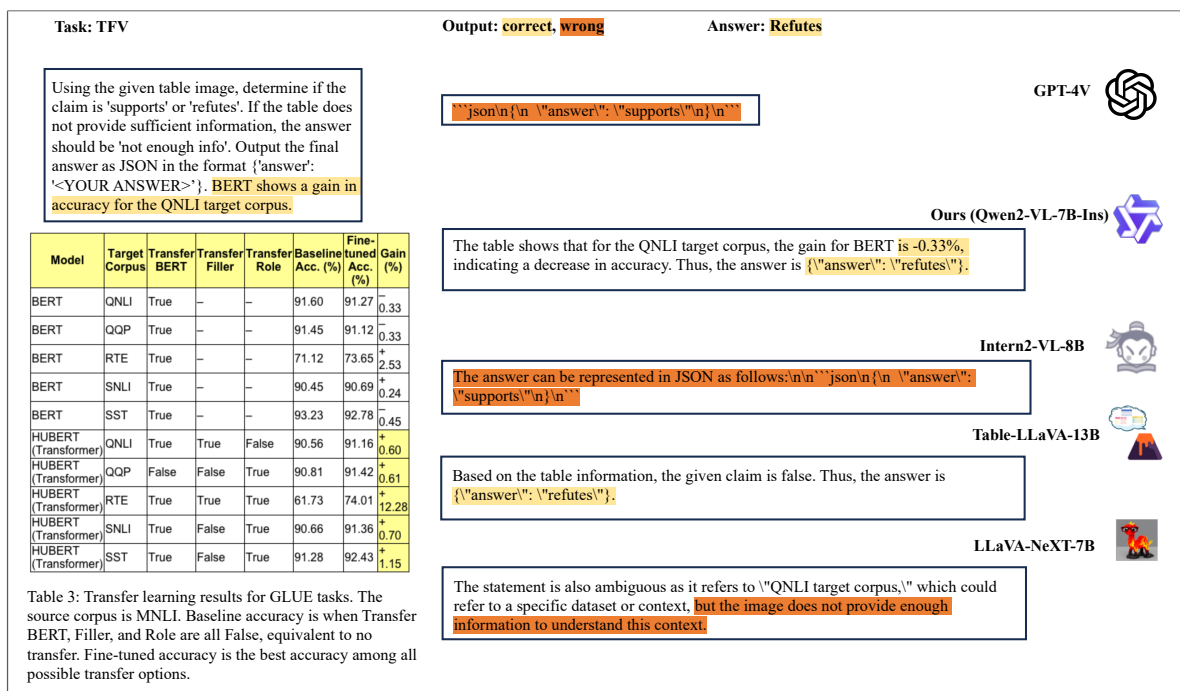 Task: TFV
Output: correct, wrong
Answer: Refutes
Using the given table image, determine if the
claim is 'supports' or 'refutes'. If the table does
not provide sufficient information, the answer
should be 'not enough info'. Output the final
answer as JSON in the format {'answer':
'<YOUR ANSWER>'}. BERT shows a gain in
accuracy for the QNLI target corpus.
Model Target Corpus Transfer BERT Transfer Filler Transfer Role Baseline Acc. (%) Fine-tuned Acc. (%) Gain (%)
BERT QNLI True – – 91.60 91.27 – 0.33
BERT QQP True – – 91.45 91.12 – 0.33
BERT RTE True – – 71.12 73.65 + 2.53
BERT SNLI True – – 90.45 90.69 + 0.24
BERT SST True – – 93.23 92.78 – 0.45
HUBERT (Transformer) QNLI True True False 90.56 91.16 + 0.60
HUBERT (Transformer) QQP False False True 90.81 91.42 + 0.61
HUBERT (Transformer) RTE True True True 61.73 74.01 + 12.28
HUBERT (Transformer) SNLI True False True 90.66 91.36 + 0.70
HUBERT (Transformer) SST True False True 91.28 92.43 + 1.15
Table 3: Transfer learning results for GLUE tasks. The
source corpus is MNLI. Baseline accuracy is when Transfer
BERT, Filler, and Role are all False, equivalent to no
transfer. Fine-tuned accuracy is the best accuracy among all
possible transfer options.
GPT-4V
```json\n{\n \"answer\": \"supports\"\n}\n```
Ours (Qwen2-VL-7B-Ins)
The table shows that for the QNLI target corpus, the gain for BERT is -0.33%,
indicating a decrease in accuracy. Thus, the answer is {\"answer\": \"refutes\"}.
Intern2-VL-8B
The answer can be represented in JSON as follows:\n\n```json\n{\n \"answer\":
\"supports\"\n}\n```
Table-LLaVA-13B
Based on the table information, the given claim is false. Thus, the answer is
{\"answer\": \"refutes\"}.
LLaVA-NeXT-7B
The statement is also ambiguous as it refers to \"QNLI target corpus,\" which could
refer to a specific dataset or context, but the image does not provide enough
information to understand this context.